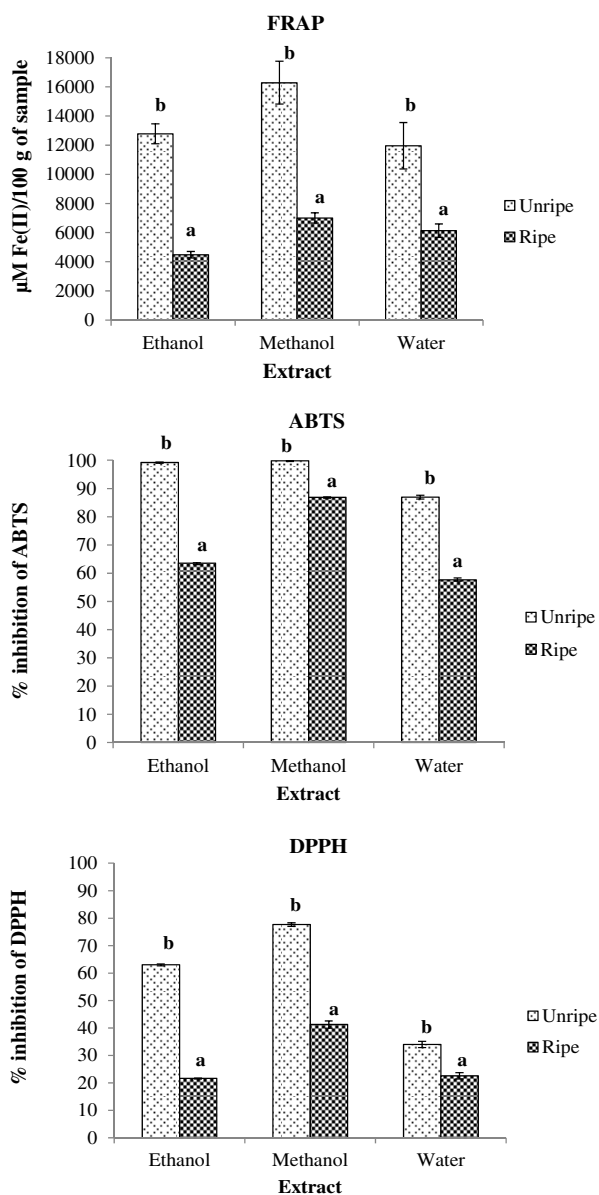 FRAP
18000
16000
14000
12000
10000
8000
6000
4000
2000
0
µM Fe(II)/100 g of sample
b
a
b
a
b
a
Unripe
Ripe
Ethanol
Methanol
Water
Extract
ABTS
100
90
80
70
60
50
40
30
20
10
0
% inhibition of ABTS
b
a
b
a
b
a
Unripe
Ripe
Ethanol
Methanol
Water
Extract
DPPH
100
90
80
70
60
50
40
30
20
10
0
% inhibition of DPPH
b
a
b
a
b
a
Unripe
Ripe
Ethanol
Methanol
Water
Extract